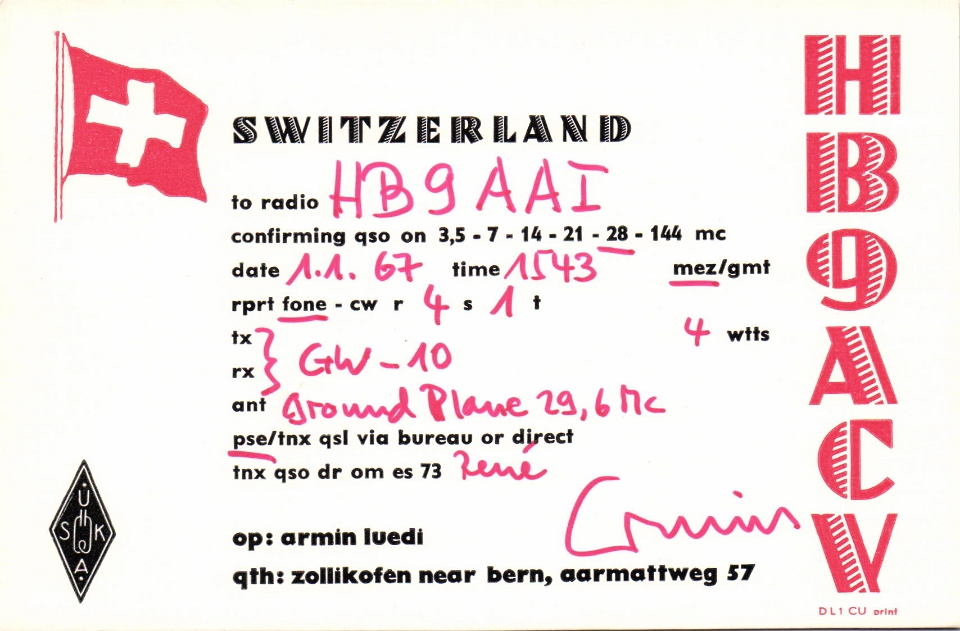 SWITZERLAND
to radio HB9AAI
confirming qso on 3,5 - 7 - 14 - 21 - 28 - 144 mc
date 1.1. 67 time 1543 mez/gmt
rprt fone - cw r 4 s 1 t
tx 4 wtts
rx GW-10
ant Ground Plane 29,6 Mc
pse/tnx qsl via bureau or direct
tnx qso dr om es 73 René
Armin
op: armin luedi
qth: zollikofen near bern, aarmattweg 57
HB9ACV
DL1CU print
U
S K
A